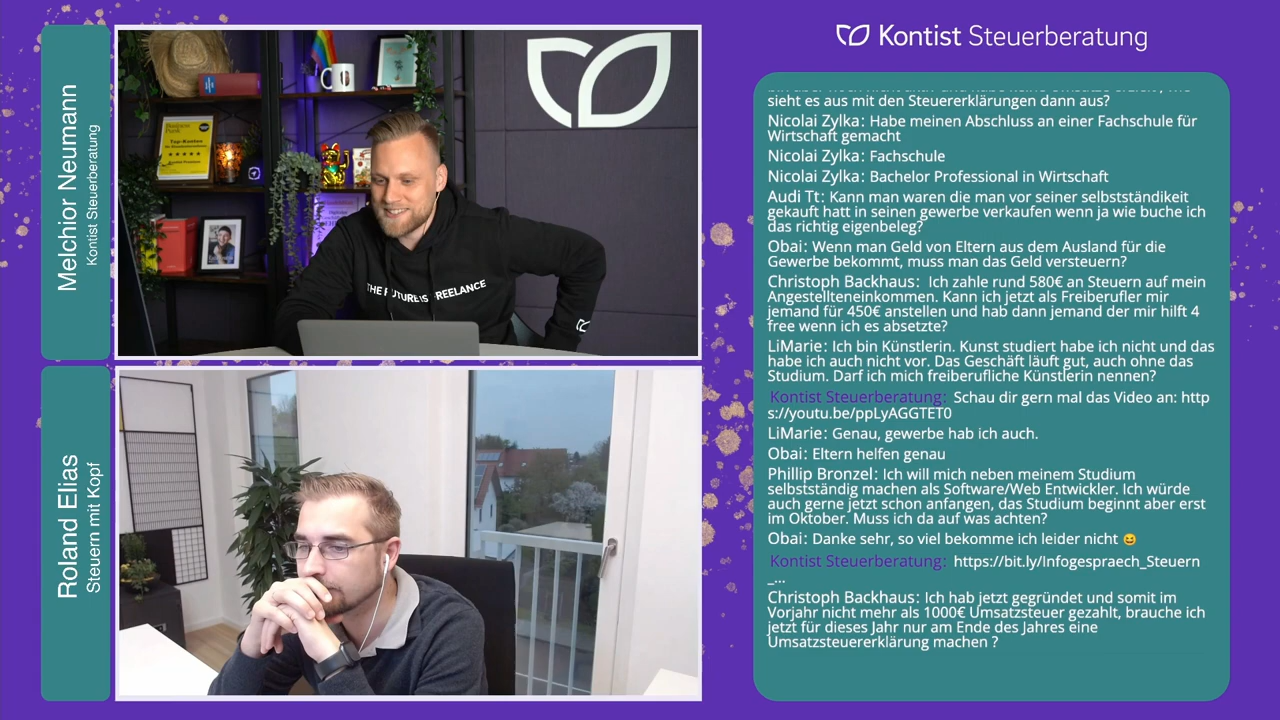 Melchior Neumann
Kontist Steuerberatung
Business Punk
Top-Konten
THE FUTURE IS FREELANCE
Roland Elias
Steuern mit Kopf
Kontist Steuerberatung
sieht es aus mit den Steuererklärungen dann aus?
Nicolai Zylka: Habe meinen Abschluss an einer Fachschule für
Wirtschaft gemacht
Nicolai Zylka: Fachschule
Nicolai Zylka: Bachelor Professional in Wirtschaft
Audi Tt: Kann man waren die man vor seiner selbstständikeit
gekauft hatt in seinen gewerbe verkaufen wenn ja wie buche ich
das richtig eigenbeleg?
Obai: Wenn man Geld von Eltern aus dem Ausland für die
Gewerbe bekommt, muss man das Geld versteuern?
Christoph Backhaus: Ich zahle rund 580€ an Steuern auf mein
Angestellteneinkommen. Kann ich jetzt als Freiberufler mir
jemand für 450€ anstellen und hab dann jemand der mir hilft 4
free wenn ich es absetzte?
LiMarie: Ich bin Künstlerin. Kunst studiert habe ich nicht und das
habe ich auch nicht vor. Das Geschäft läuft gut, auch ohne das
Studium. Darf ich mich freiberufliche Künstlerin nennen?
Kontist Steuerberatung: Schau dir gern mal das Video an: http
s://youtu.be/ppLyAGGTET0
LiMarie: Genau, gewerbe hab ich auch.
Obai: Eltern helfen genau
Phillip Bronzel: Ich will mich neben meinem Studium
selbstständig machen als Software/Web Entwickler. Ich würde
auch gerne jetzt schon anfangen, das Studium beginnt aber erst
im Oktober. Muss ich da auf was achten?
Obai: Danke sehr, so viel bekomme ich leider nicht 😆
Kontist Steuerberatung: https://bit.ly/Infogespraech_Steuern
_...
Christoph Backhaus: Ich hab jetzt gegründet und somit im
Vorjahr nicht mehr als 1000€ Umsatzsteuer gezahlt, brauche ich
jetzt für dieses Jahr nur am Ende des Jahres eine
Umsatzsteuererklärung machen ?